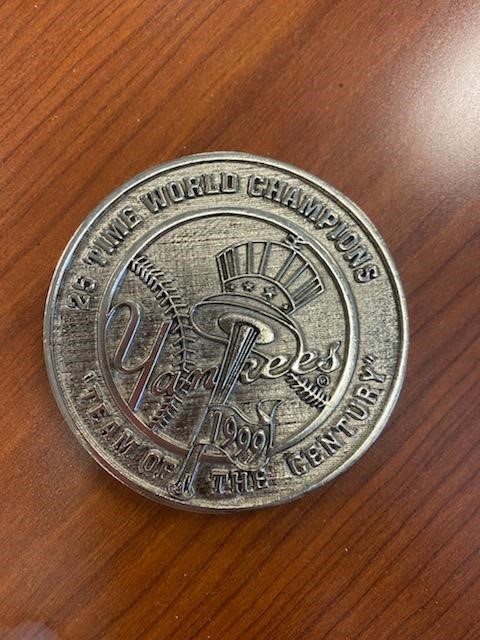 25 TIME WORLD CHAMPIONS
Yankees®
1999
"TEAM OF THE CENTURY"